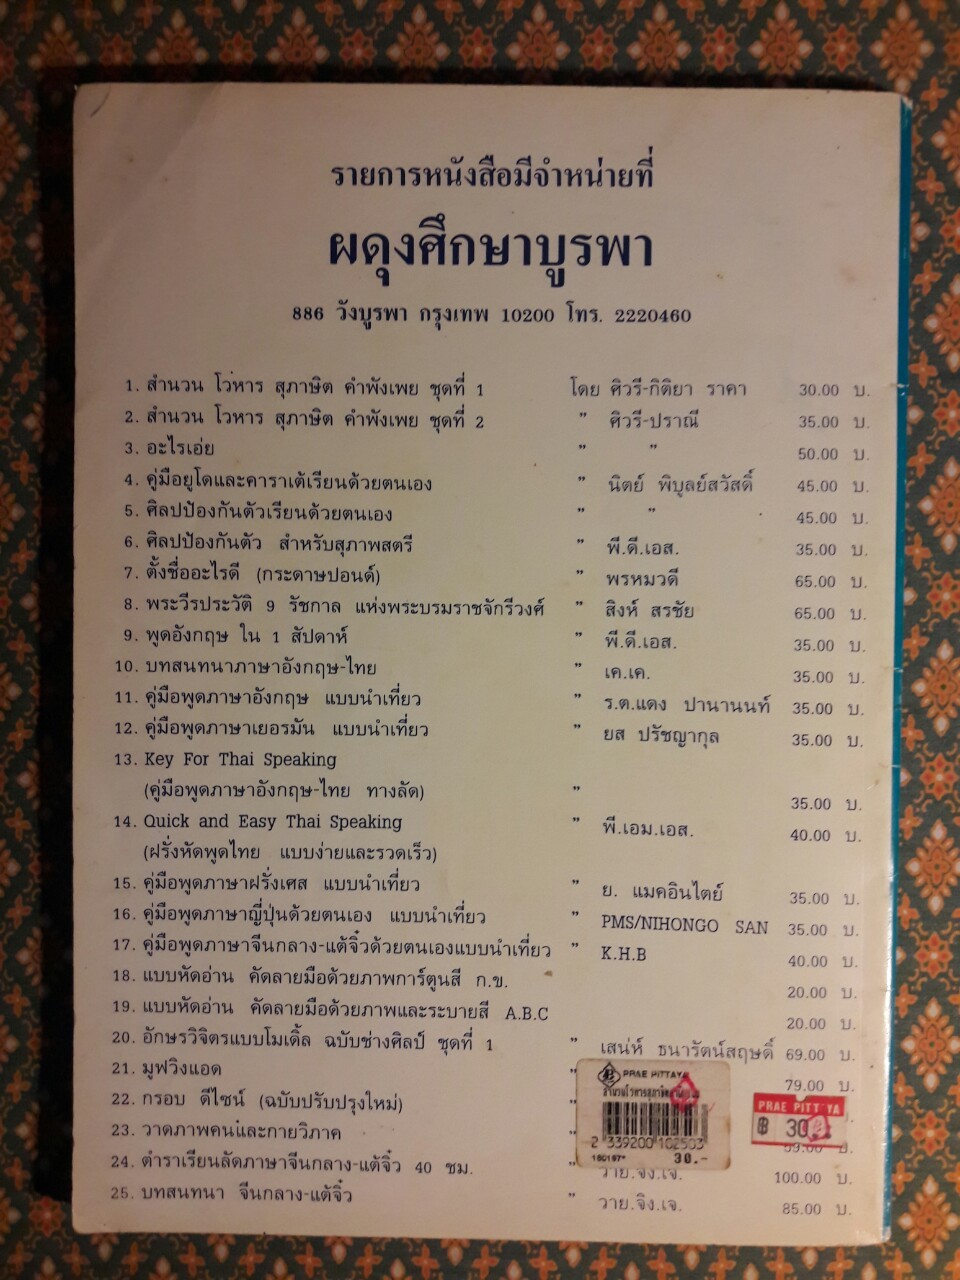 รายการหนังสือมีจำหน่ายที่
ผดุงศึกษาบูรพา
886 วังบูรพา กรุงเทพ 10200 โทร. 2220460
1. สำนวน โวหาร สุภาษิต คำพังเพย ชุดที่ 1 โดย ศิวรี-กิติยา ราคา 30.00 บ.
2. สำนวน โวหาร สุภาษิต คำพังเพย ชุดที่ 2 " ศิวรี-ปราณี 35.00 บ.
3. อะไรเอ่ย " " 50.00 บ.
4. คู่มือยูโดและคาราเต้เรียนด้วยตนเอง " นิตย์ พิบูลย์สวัสดิ์ 45.00 บ.
5. ศิลปป้องกันตัวเรียนด้วยตนเอง " " 45.00 บ.
6. ศิลปป้องกันตัว สำหรับสุภาพสตรี " พี.ดี.เอส. 35.00 บ.
7. ตั้งชื่ออะไรดี (กระดาษปอนด์) " พรหมวดี 65.00 บ.
8. พระวีรประวัติ 9 รัชกาล แห่งพระบรมราชจักรีวงศ์ " สิงห์ สรชัย 65.00 บ.
9. พูดอังกฤษ ใน 1 สัปดาห์ " พี.ดี.เอส. 35.00 บ.
10. บทสนทนาภาษาอังกฤษ-ไทย " เค.เค. 35.00 บ.
11. คู่มือพูดภาษาอังกฤษ แบบนำเที่ยว " ร.ต.แดง ปานานนท์ 35.00 บ.
12. คู่มือพูดภาษาเยอรมัน แบบนำเที่ยว " ยส ปรัชญากุล 35.00 บ.
13. Key For Thai Speaking
(คู่มือพูดภาษาอังกฤษ-ไทย ทางลัด) " 35.00 บ.
14. Quick and Easy Thai Speaking " พี.เอม.เอส. 40.00 บ.
(ฝรั่งหัดพูดไทย แบบง่ายและรวดเร็ว)
15. คู่มือพูดภาษาฝรั่งเศส แบบนำเที่ยว " ย. แมคอินไตย์ 35.00 บ.
16. คู่มือพูดภาษาญี่ปุ่นด้วยตนเอง แบบนำเที่ยว " PMS/NIHONGO SAN 35.00 บ.
17. คู่มือพูดภาษาจีนกลาง-แต้จิ๋วด้วยตนเองแบบนำเที่ยว " K.H.B 40.00 บ.
18. แบบหัดอ่าน คัดลายมือด้วยภาพการ์ตูนสี ก.ข. 20.00 บ.
19. แบบหัดอ่าน คัดลายมือด้วยภาพและระบายสี A.B.C 20.00 บ.
20. อักษรวิจิตรแบบโมเดิ้ล ฉบับช่างศิลป์ ชุดที่ 1 " เสน่ห์ ธนารัตน์สฤษดิ์ 69.00 บ.
21. มูฟวิงแอด " 79.00 บ.
22. กรอบ ดีไซน์ (ฉบับปรับปรุงใหม่) "
23. วาดภาพคนและกายวิภาค " บ.
24. ตำราเรียนลัดภาษาจีนกลาง-แต้จิ๋ว 40 ชม. " วาย.จิง.เจ. 100.00 บ.
25. บทสนทนา จีนกลาง-แต้จิ๋ว " วาย.จิง.เจ. 85.00 บ.
PRAE PITTAYA
2 339200 102503
160197* 30.-
PRAE PITT YA
฿ 30